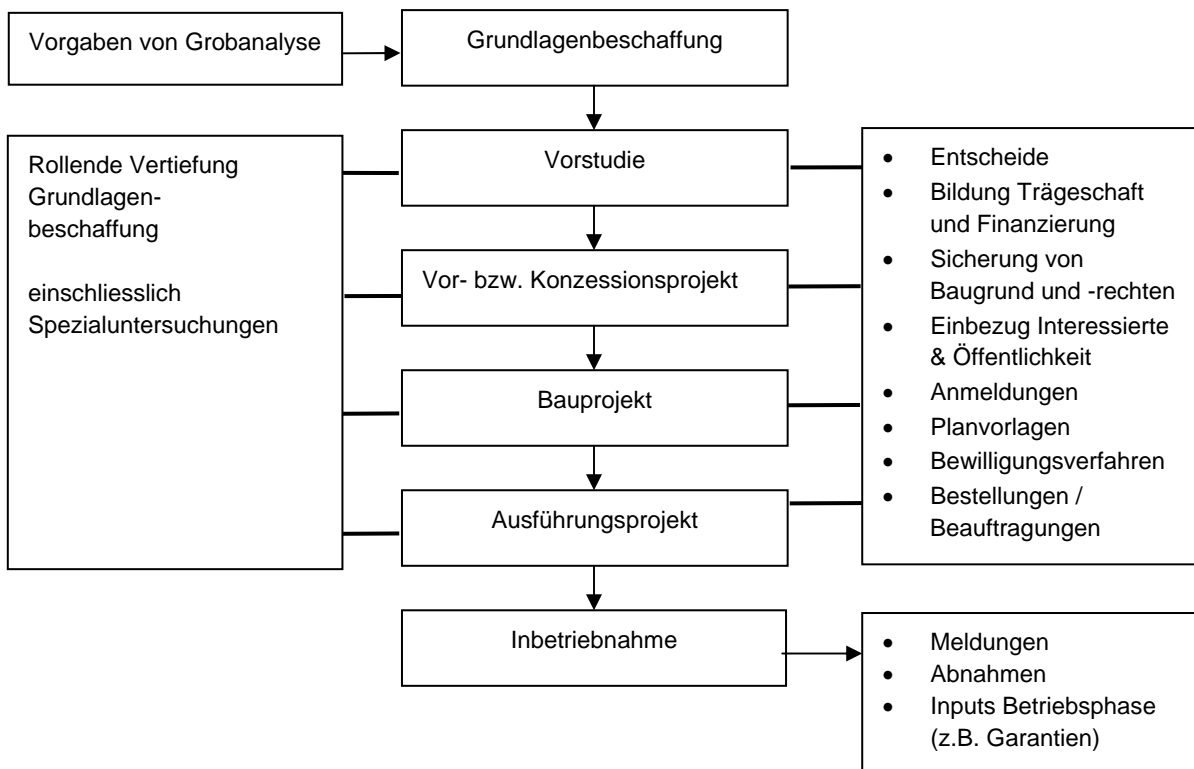 Vorgaben von Grobanalyse
Grundlagenbeschaffung
Rollende Vertiefung
Grundlagen-
beschaffung
einschliesslich
Spezialuntersuchungen
Vorstudie
Vor- bzw. Konzessionsprojekt
Bauprojekt
Ausführungsprojekt
• Entscheide
• Bildung Trägeschaft
und Finanzierung
• Sicherung von
Baugrund und -rechten
• Einbezug Interessierte
& Öffentlichkeit
• Anmeldungen
• Planvorlagen
• Bewilligungsverfahren
• Bestellungen /
Beauftragungen
Inbetriebnahme
• Meldungen
• Abnahmen
• Inputs Betriebsphase
(z.B. Garantien)